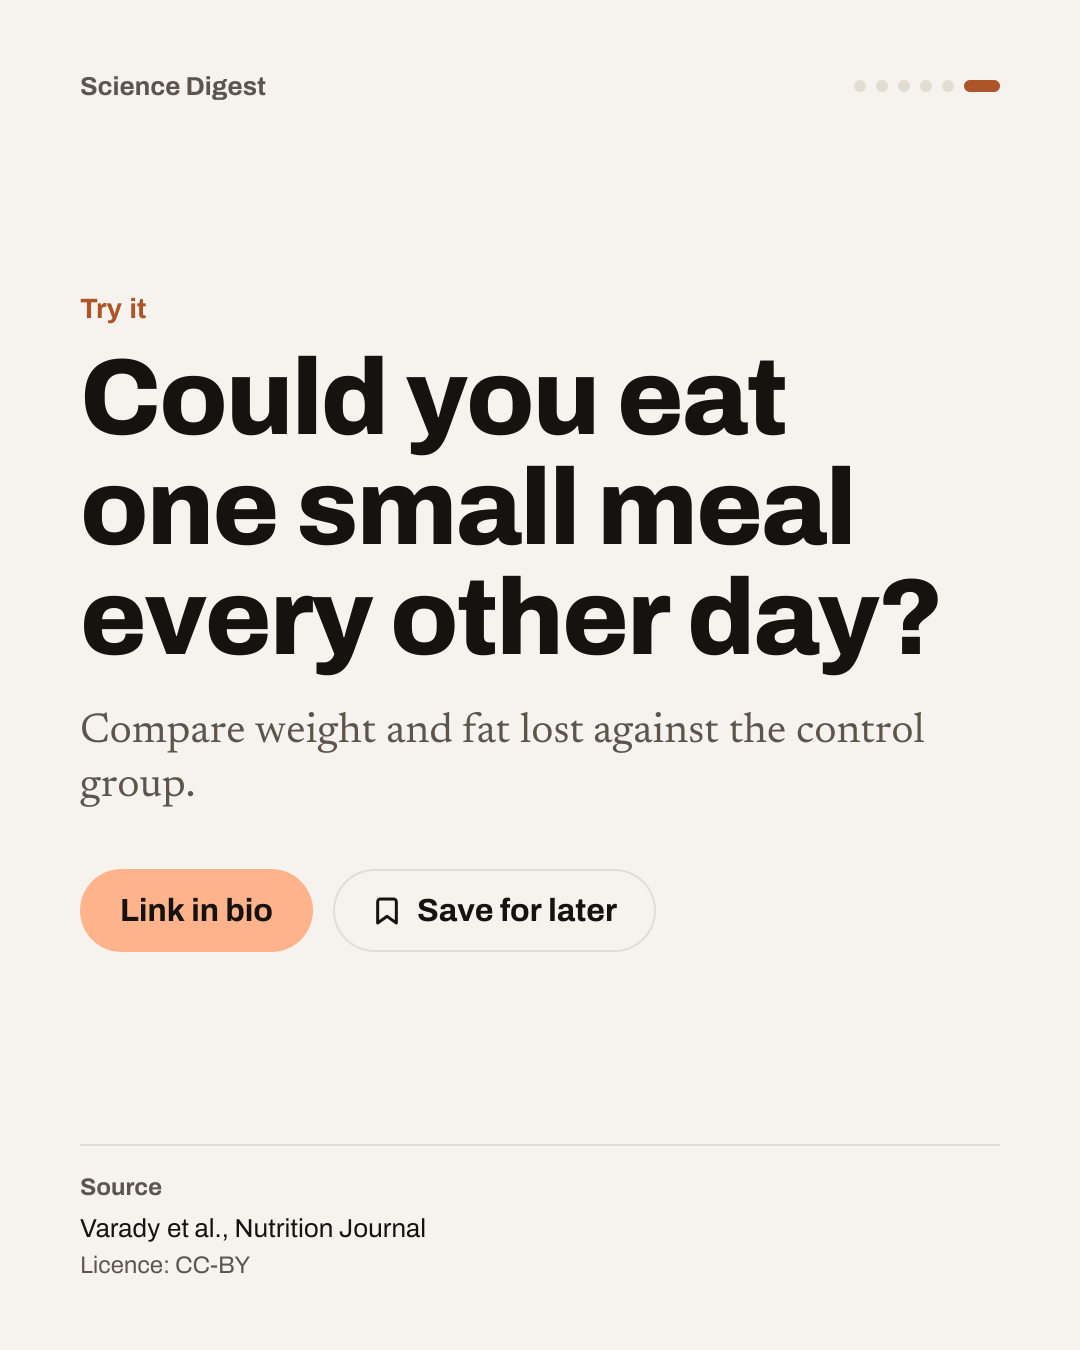 Science Digest
Try it
Could you eat
one small meal
every other day?
Compare weight and fat lost against the control
group.
Link in bio
Save for later
Source
Varady et al., Nutrition Journal
Licence: CC-BY